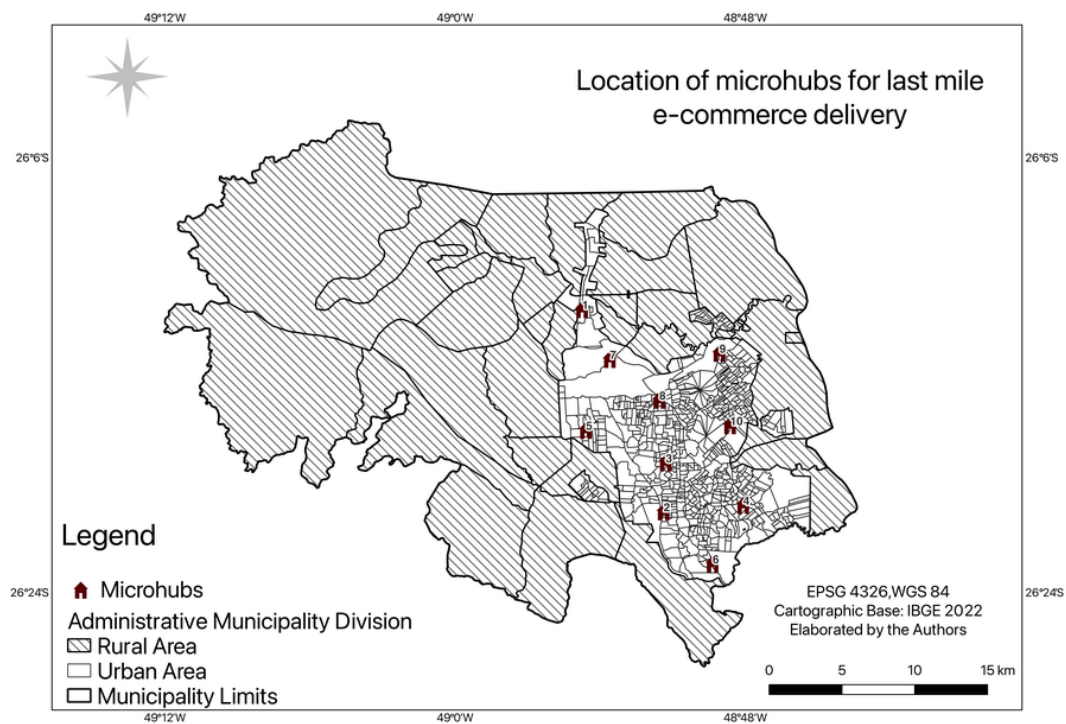 49°12'W 49°0'W 48°48'W
Location of microhubs for last mile
e-commerce delivery
26°6'S 26°6'S
1
7
9
8
10
5
3
2
4
6
Legend
Microhubs
Administrative Municipality Division
Rural Area
Urban Area
Municipality Limits
26°24'S 26°24'S
EPSG 4326,WGS 84
Cartographic Base: IBGE 2022
Elaborated by the Authors
0 5 10 15 km
49°12'W 49°0'W 48°48'W